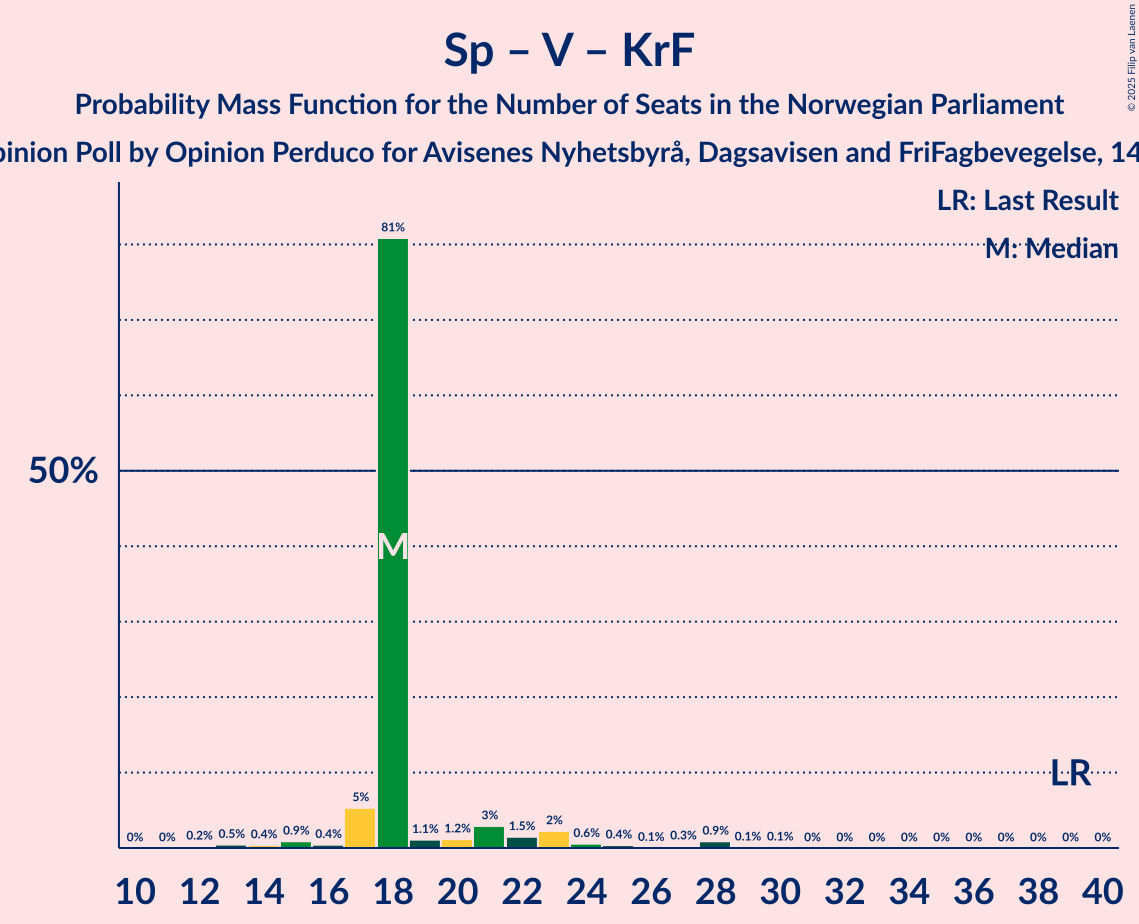 Sp – V – KrF
Probability Mass Function for the Number of Seats in the Norwegian Parliament
Opinion Poll by Opinion Perduco for Avisenes Nyhetsbyrå, Dagsavisen and FriFagbevegelse, 14
© 2025 Filip van Laenen
LR: Last Result
M: Median
81%
50%
M
LR
0% 0% 0.2% 0.5% 0.4% 0.9% 0.4% 5% 1.1% 1.2% 3% 1.5% 2% 0.6% 0.4% 0.1% 0.3% 0.9% 0.1% 0.1% 0% 0% 0% 0% 0% 0% 0% 0% 0% 0%
10 12 14 16 18 20 22 24 26 28 30 32 34 36 38 40